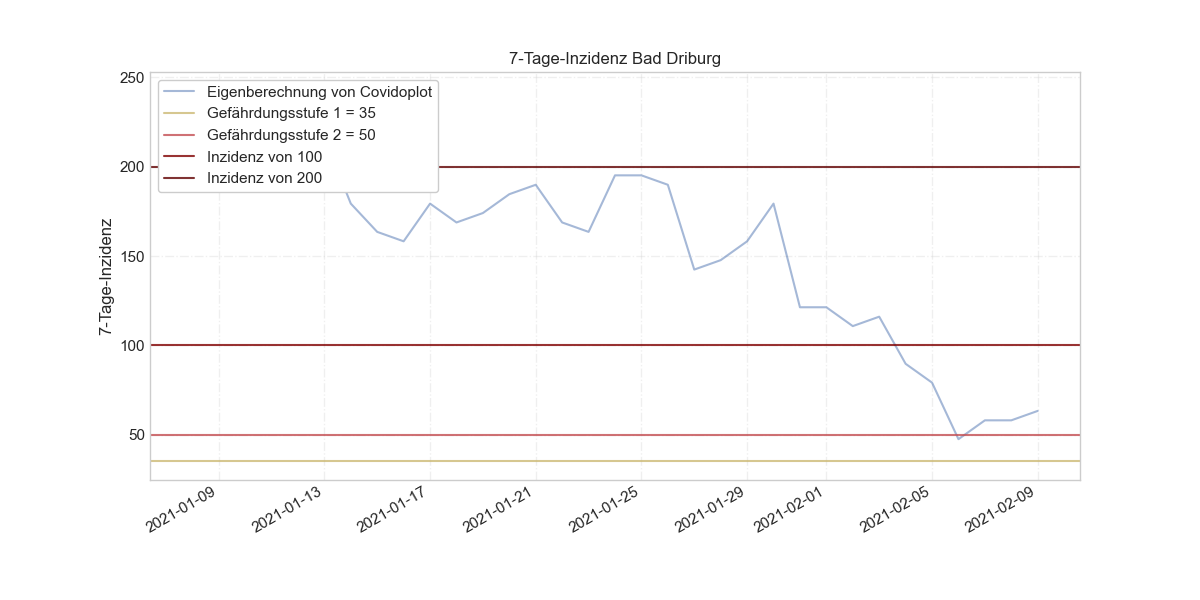 7-Tage-Inzidenz Bad Driburg
250
200
150
100
50
7-Tage-Inzidenz
Eigenberechnung von Covidoplot
Gefährdungsstufe 1 = 35
Gefährdungsstufe 2 = 50
Inzidenz von 100
Inzidenz von 200
2021-01-09
2021-01-13
2021-01-17
2021-01-21
2021-01-25
2021-01-29
2021-02-01
2021-02-05
2021-02-09